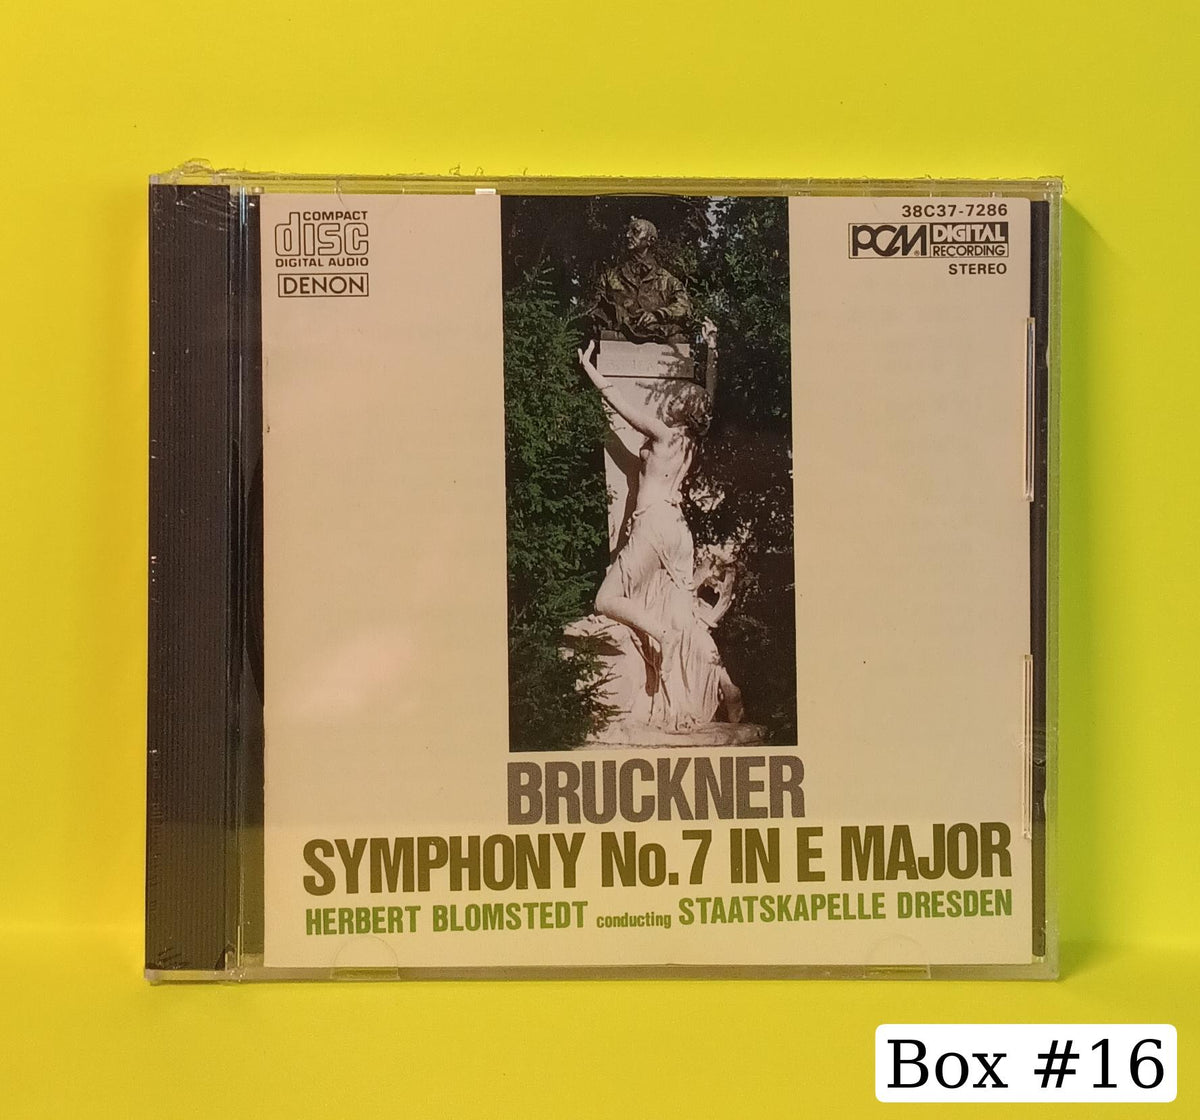 COMPACT
disc
DIGITAL AUDIO
DENON
38C37-7286
PCM DIGITAL
RECORDING
STEREO
BRUCKNER
SYMPHONY No.7 IN E MAJOR
HERBERT BLOMSTEDT conducting STAATSKAPELLE DRESDEN
Box #16